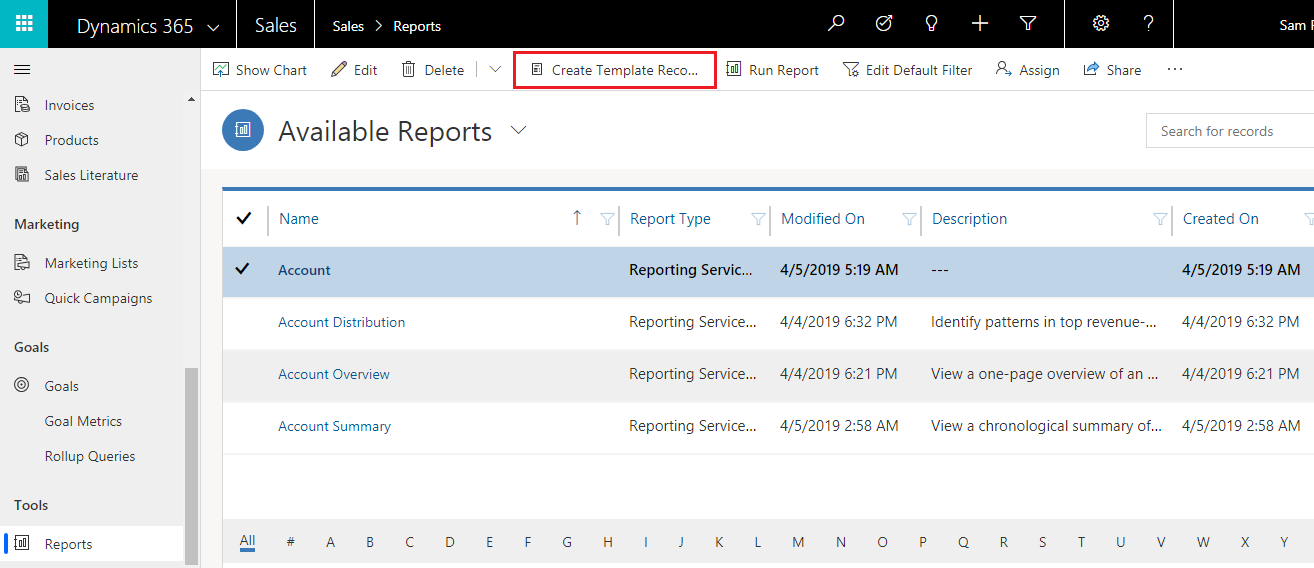 Dynamics 365 Sales Sales > Reports Sam
Show Chart Edit Delete Create Template Reco... Run Report Edit Default Filter Assign Share ...
Invoices
Products
Sales Literature
Marketing
Marketing Lists
Quick Campaigns
Goals
Goals
Goal Metrics
Rollup Queries
Tools
Reports
Available Reports Search for records
Name Report Type Modified On Description Created On
Account Reporting Servic... 4/5/2019 5:19 AM --- 4/5/2019 5:19 AM
Account Distribution Reporting Service... 4/4/2019 6:32 PM Identify patterns in top revenue-... 4/4/2019 6:32 PM
Account Overview Reporting Service... 4/4/2019 6:21 PM View a one-page overview of an ... 4/4/2019 6:21 PM
Account Summary Reporting Service... 4/5/2019 2:58 AM View a chronological summary of... 4/5/2019 2:58 AM
All # A B C D E F G H I J K L M N O P Q R S T U V W X Y